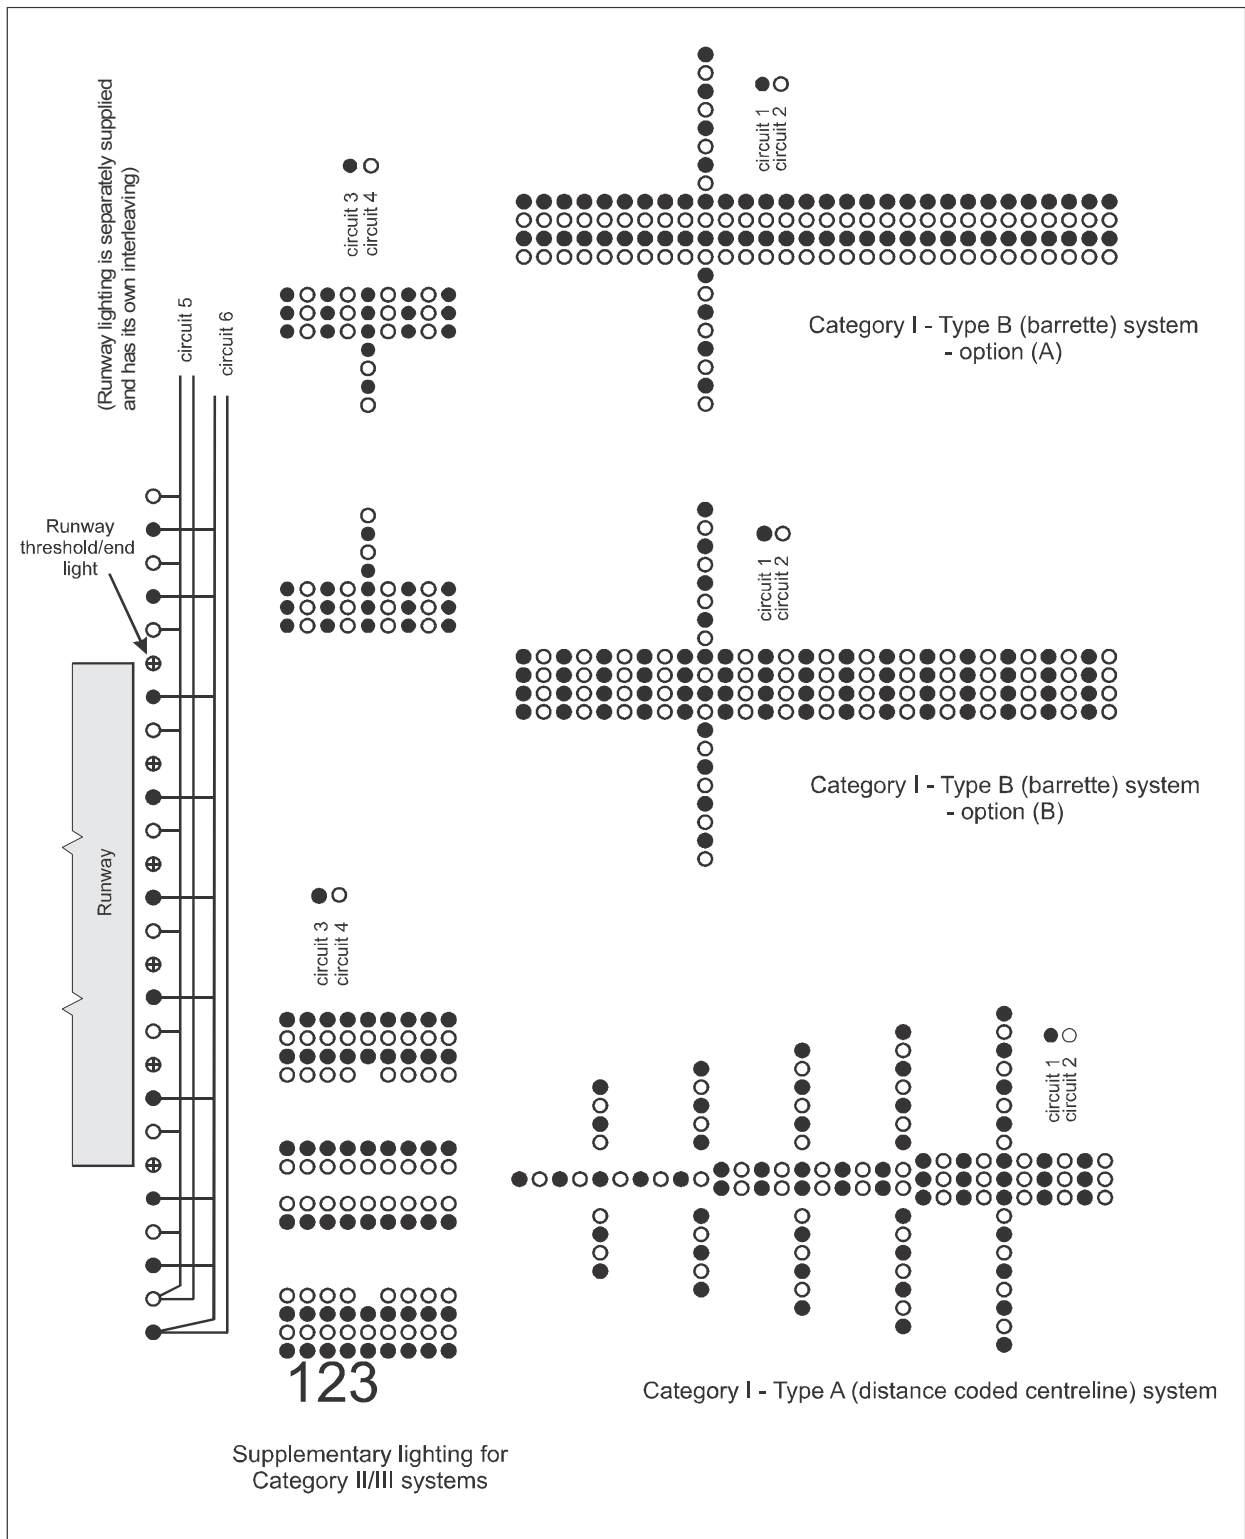 (Runway lighting is separately supplied
and has its own interleaving)
circuit 5
circuit 6
circuit 3
circuit 4
circuit 1
circuit 2
Category I - Type B (barrette) system
- option (A)
Runway
threshold/end
light
circuit 1
circuit 2
Category I - Type B (barrette) system
- option (B)
Runway
circuit 3
circuit 4
circuit 1
circuit 2
123
Category I - Type A (distance coded centreline) system
Supplementary lighting for
Category II/III systems